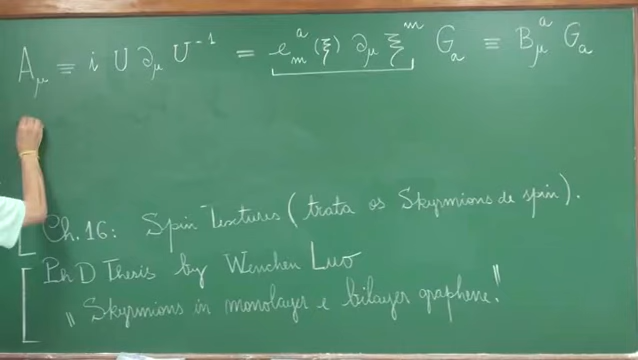 A_μ ≡ i U ∂_μ U^{-1} = e_m^a (ξ) ∂_μ ξ^m G_a ≡ B_μ^a G_a
Ch. 16: Spin Textures (trata os Skyrmions de spin).
PhD Thesis by Wenchen Luo
"Skyrmions in monolayer e bilayer graphene."